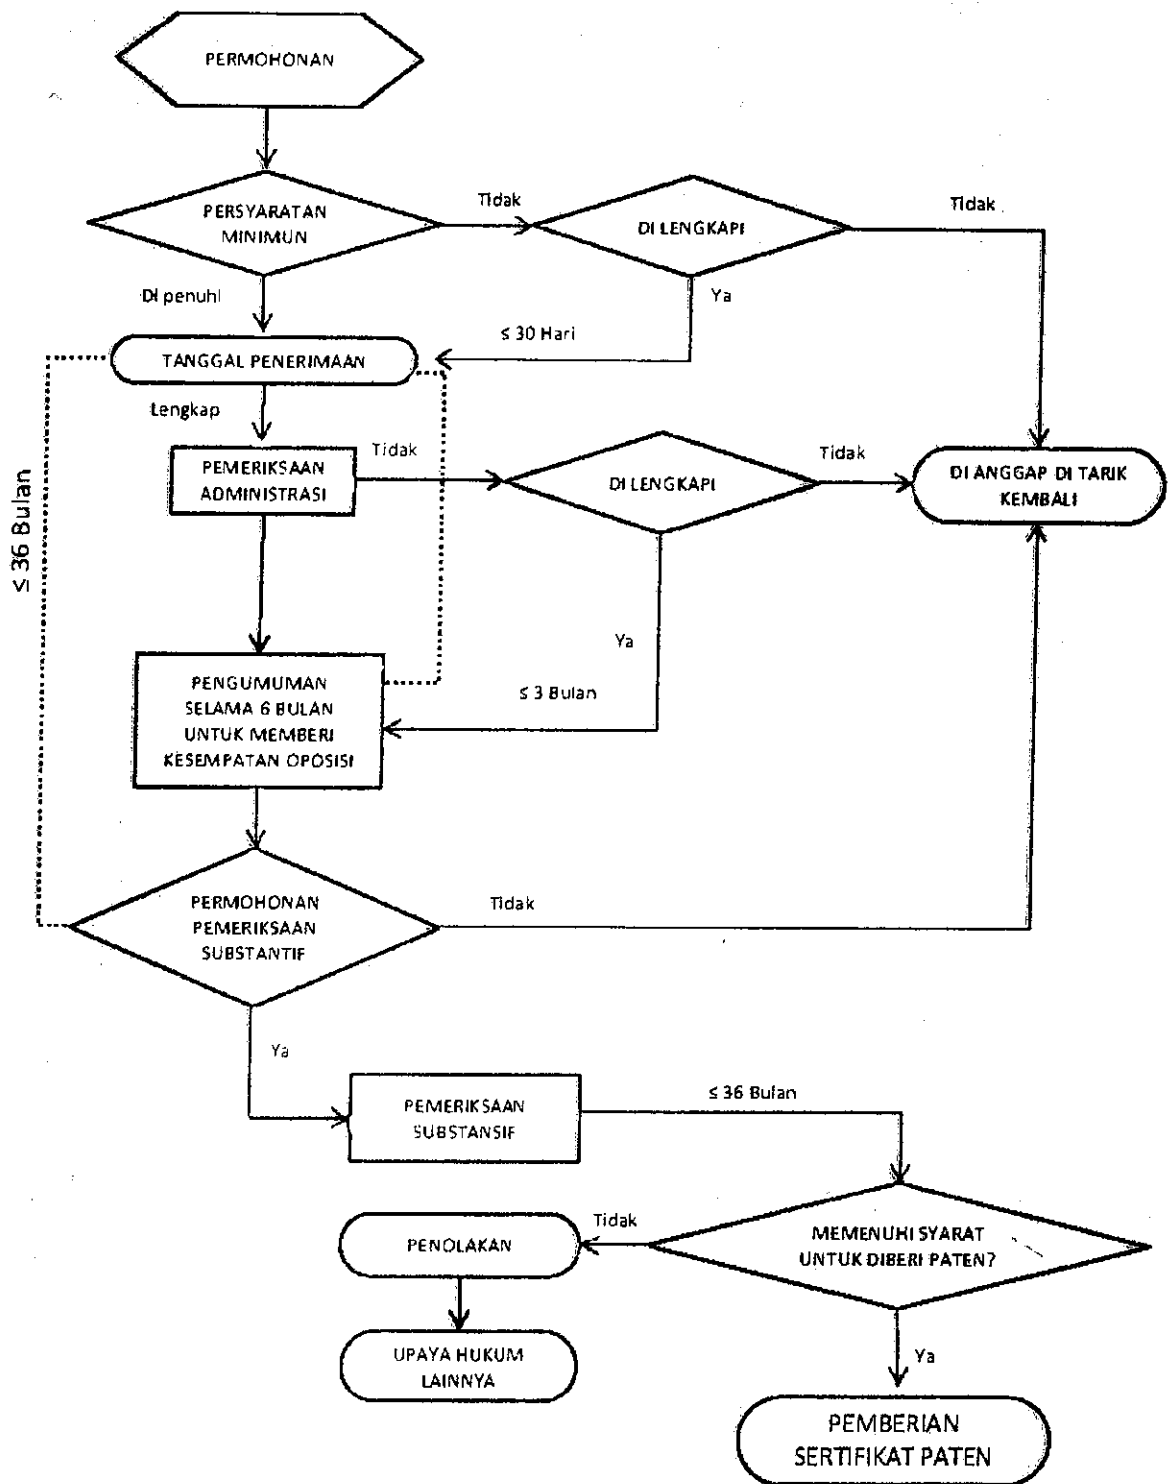 PERMOHONAN
PERSYARATAN
MINIMUN
Tidak
DI LENGKAPI
Tidak
Di penuhi
Ya
≤ 30 Hari
TANGGAL PENERIMAAN
Lengkap
PEMERIKSAAN
ADMINISTRASI
Tidak
DI LENGKAPI
Tidak
DI ANGGAP DI TARIK
KEMBALI
≤ 36 Bulan
Ya
≤ 3 Bulan
PENGUMUMAN
SELAMA 6 BULAN
UNTUK MEMBERI
KESEMPATAN OPOSISI
PERMOHONAN
PEMERIKSAAN
SUBSTANTIF
Tidak
Ya
PEMERIKSAAN
SUBSTANSIF
≤ 36 Bulan
MEMENUHI SYARAT
UNTUK DIBERI PATEN?
Tidak
PENOLAKAN
UPAYA HUKUM
LAINNYA
Ya
PEMBERIAN
SERTIFIKAT PATEN